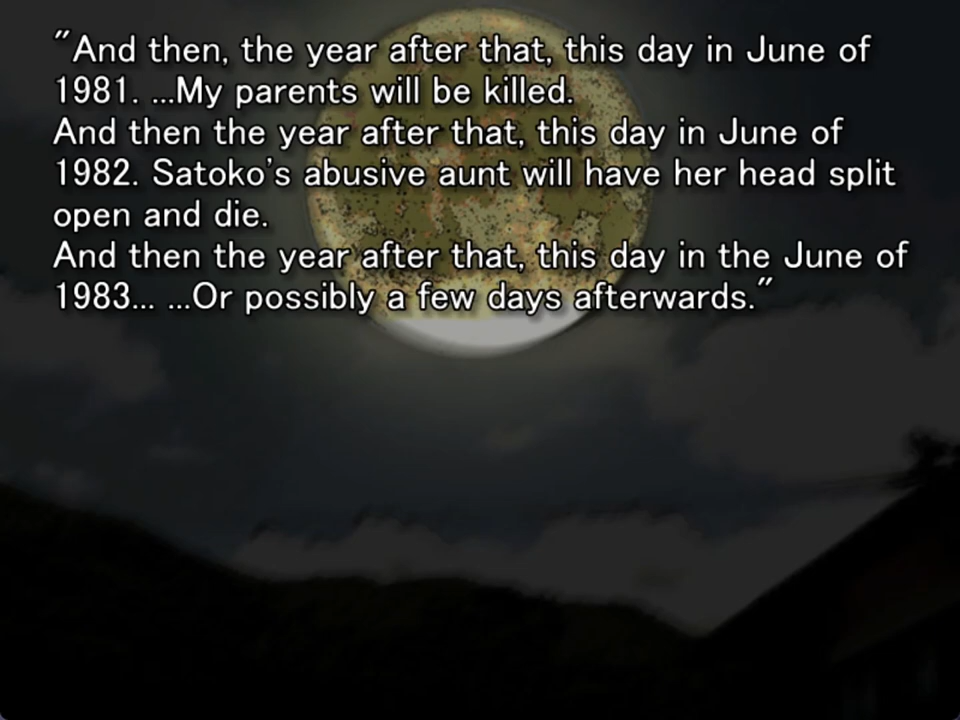 "And then, the year after that, this day in June of
1981. ...My parents will be killed.
And then the year after that, this day in June of
1982. Satoko's abusive aunt will have her head split
open and die.
And then the year after that, this day in the June of
1983... ...Or possibly a few days afterwards."